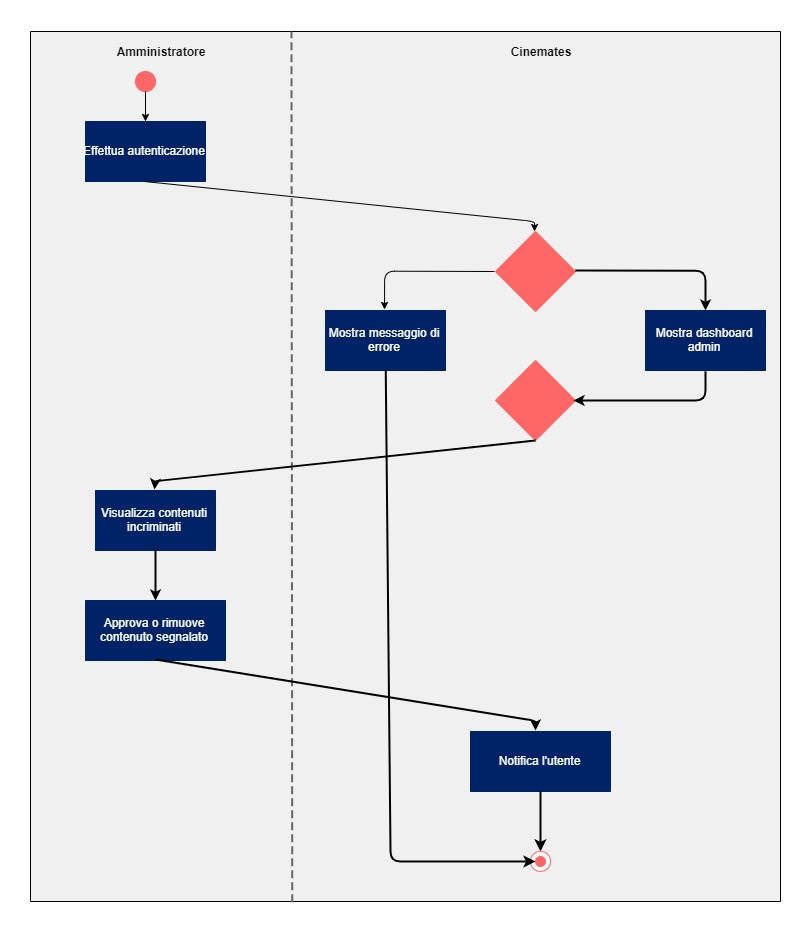 Amministratore
Cinemates
Effettua autenticazione
Mostra messaggio di
errore
Mostra dashboard
admin
Visualizza contenuti
incriminati
Approva o rimuove
contenuto segnalato
Notifica l'utente